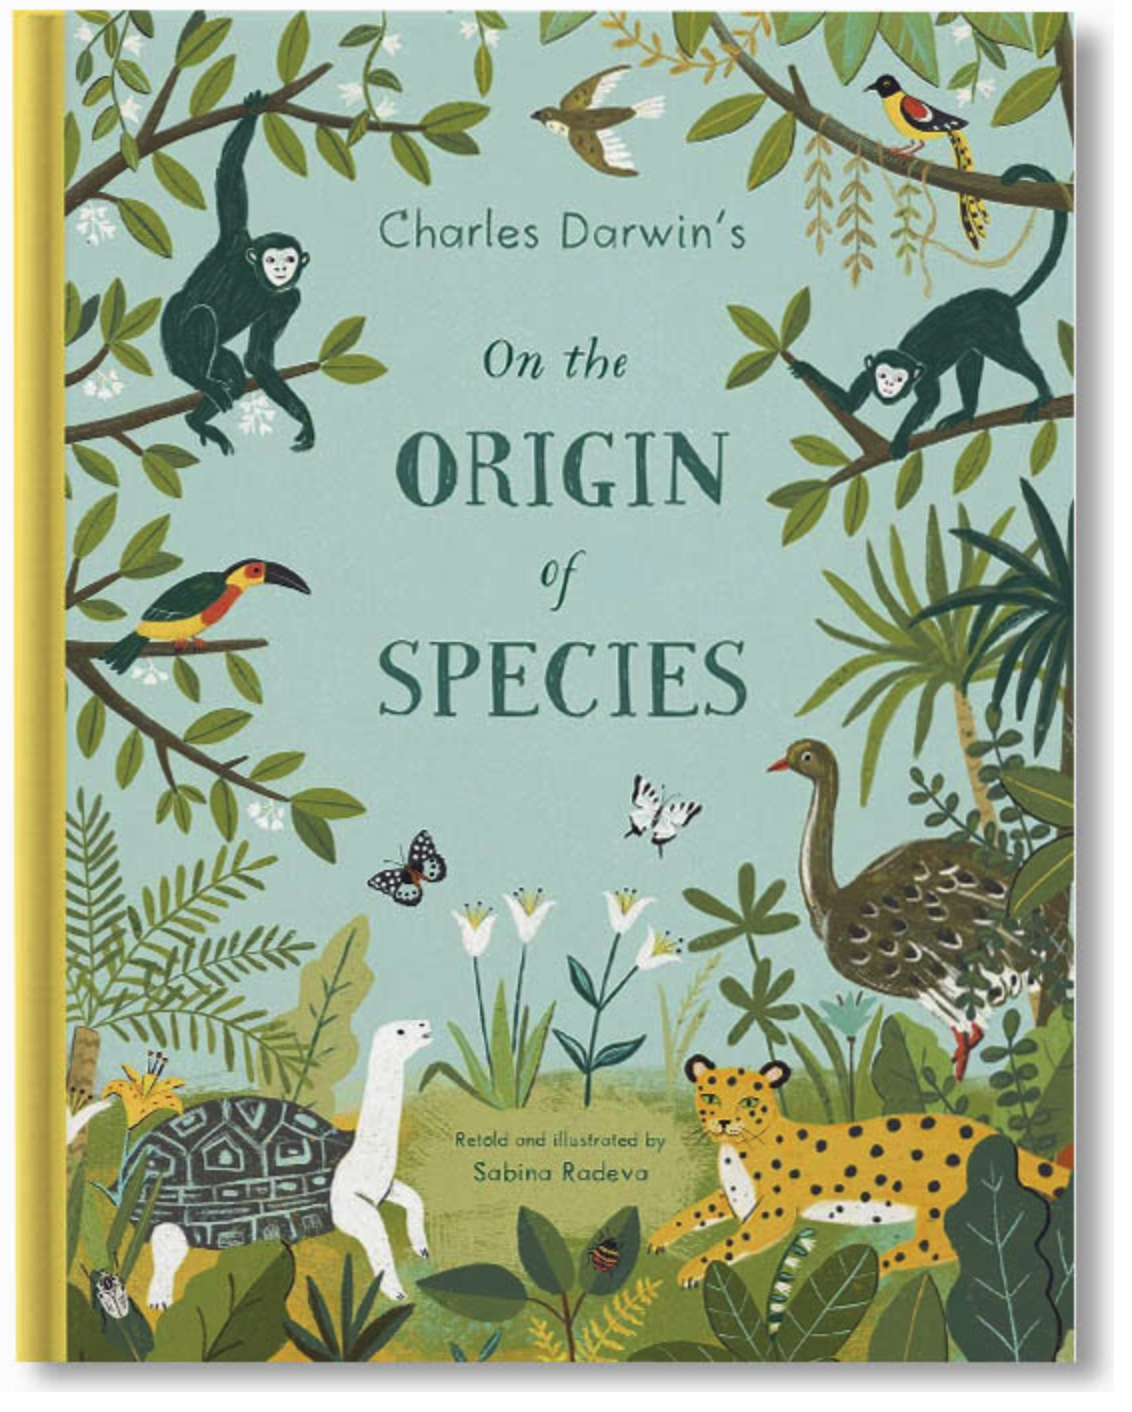 Charles Darwin's
On the
ORIGIN
of
SPECIES
Retold and illustrated by
Sabina Radeva